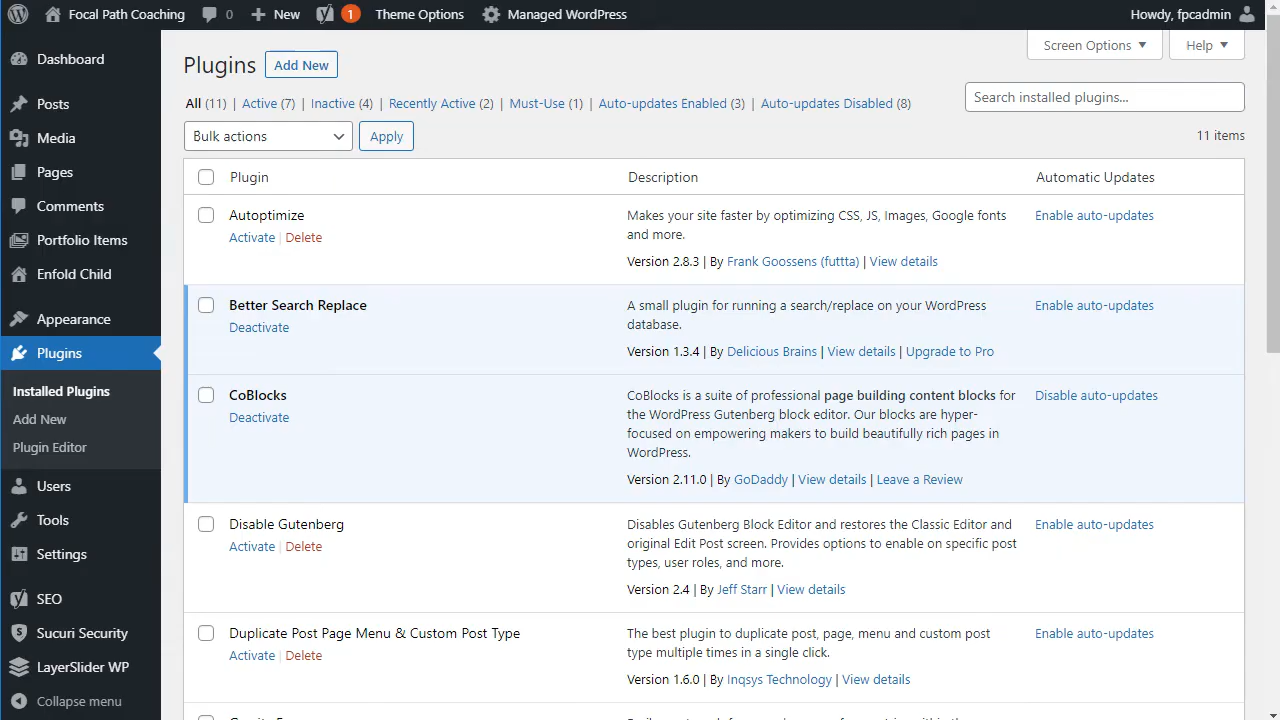 Focal Path Coaching 0 New 1 Theme Options Managed WordPress Howdy, fpcadmin
Screen Options Help
Dashboard
Posts
Media
Pages
Comments
Portfolio Items
Enfold Child
Appearance
Plugins
Installed Plugins
Add New
Plugin Editor
Users
Tools
Settings
SEO
Sucuri Security
LayerSlider WP
Collapse menu
Plugins Add New
All (11) | Active (7) | Inactive (4) | Recently Active (2) | Must-Use (1) | Auto-updates Enabled (3) | Auto-updates Disabled (8)
Search installed plugins...
Bulk actions Apply
11 items
Plugin Description Automatic Updates
Autoptimize
Activate | Delete
Makes your site faster by optimizing CSS, JS, Images, Google fonts
and more.
Version 2.8.3 | By Frank Goossens (futtta) | View details
Enable auto-updates
Better Search Replace
Deactivate
A small plugin for running a search/replace on your WordPress
database.
Version 1.3.4 | By Delicious Brains | View details | Upgrade to Pro
Enable auto-updates
CoBlocks
Deactivate
CoBlocks is a suite of professional page building content blocks for
the WordPress Gutenberg block editor. Our blocks are hyper-
focused on empowering makers to build beautifully rich pages in
WordPress.
Version 2.11.0 | By GoDaddy | View details | Leave a Review
Disable auto-updates
Disable Gutenberg
Activate | Delete
Disables Gutenberg Block Editor and restores the Classic Editor and
original Edit Post screen. Provides options to enable on specific post
types, user roles, and more.
Version 2.4 | By Jeff Starr | View details
Enable auto-updates
Duplicate Post Page Menu & Custom Post Type
Activate | Delete
The best plugin to duplicate post, page, menu and custom post
type multiple times in a single click.
Version 1.6.0 | By Inqsys Technology | View details
Enable auto-updates